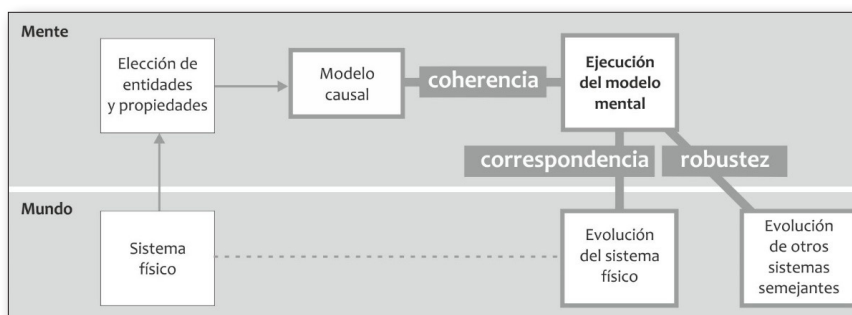 Mente
Elección de
entidades
y propiedades
Modelo
causal
coherencia
Ejecución
del modelo
mental
correspondencia
robustez
Mundo
Sistema
físico
Evolución
del sistema
físico
Evolución
de otros
sistemas
semejantes